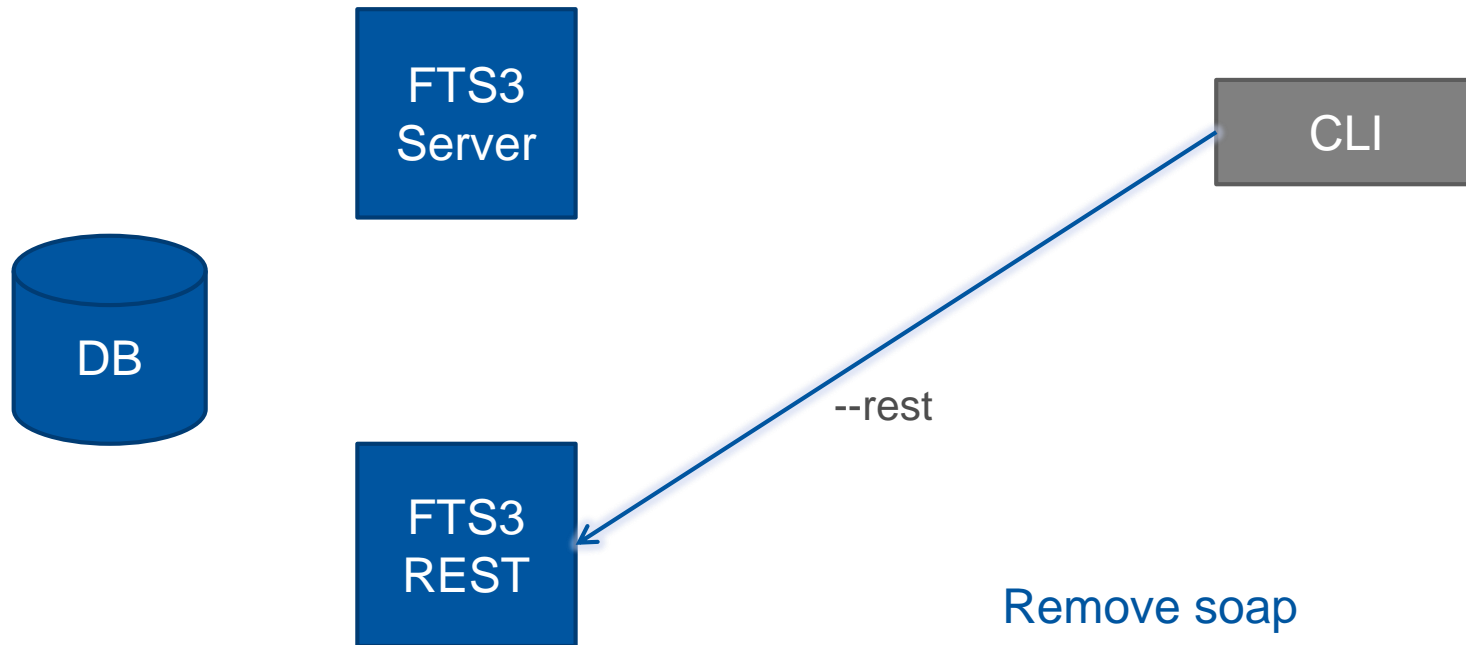 FTS3
Server
CLI
DB
--rest
FTS3
REST
Remove soap